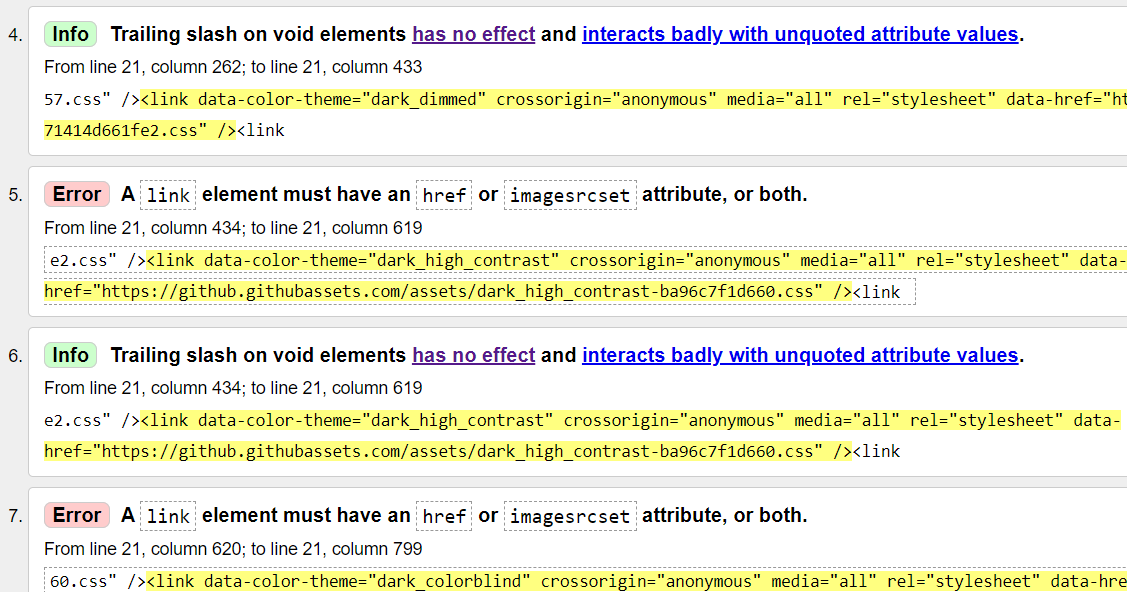 4. Info Trailing slash on void elements has no effect and interacts badly with unquoted attribute values.
From line 21, column 262; to line 21, column 433
57.css" /><link data-color-theme="dark_dimmed" crossorigin="anonymous" media="all" rel="stylesheet" data-href="ht
71414d661fe2.css" /><link
5. Error A link element must have an href or imagesrcset attribute, or both.
From line 21, column 434; to line 21, column 619
e2.css" /><link data-color-theme="dark_high_contrast" crossorigin="anonymous" media="all" rel="stylesheet" data-
href="https://github.githubassets.com/assets/dark_high_contrast-ba96c7f1d660.css" /><link
6. Info Trailing slash on void elements has no effect and interacts badly with unquoted attribute values.
From line 21, column 434; to line 21, column 619
e2.css" /><link data-color-theme="dark_high_contrast" crossorigin="anonymous" media="all" rel="stylesheet" data-
href="https://github.githubassets.com/assets/dark_high_contrast-ba96c7f1d660.css" /><link
7. Error A link element must have an href or imagesrcset attribute, or both.
From line 21, column 620; to line 21, column 799
60.css" /><link data-color-theme="dark_colorblind" crossorigin="anonymous" media="all" rel="stylesheet" data-hre